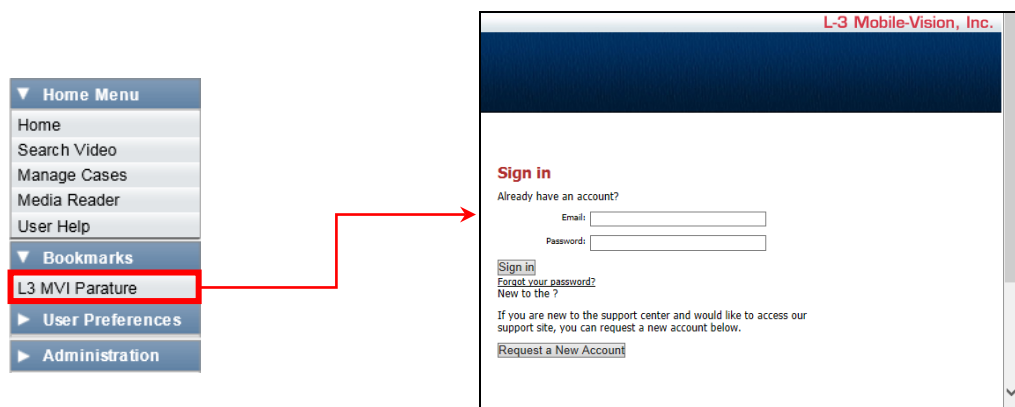 Home Menu
Home
Search Video
Manage Cases
Media Reader
User Help
Bookmarks
L3 MVI Parature
User Preferences
Administration
L-3 Mobile-Vision, Inc.
Sign in
Already have an account?
Email:
Password:
Sign in
Forgot your password?
New to the ?
If you are new to the support center and would like to access our
support site, you can request a new account below.
Request a New Account